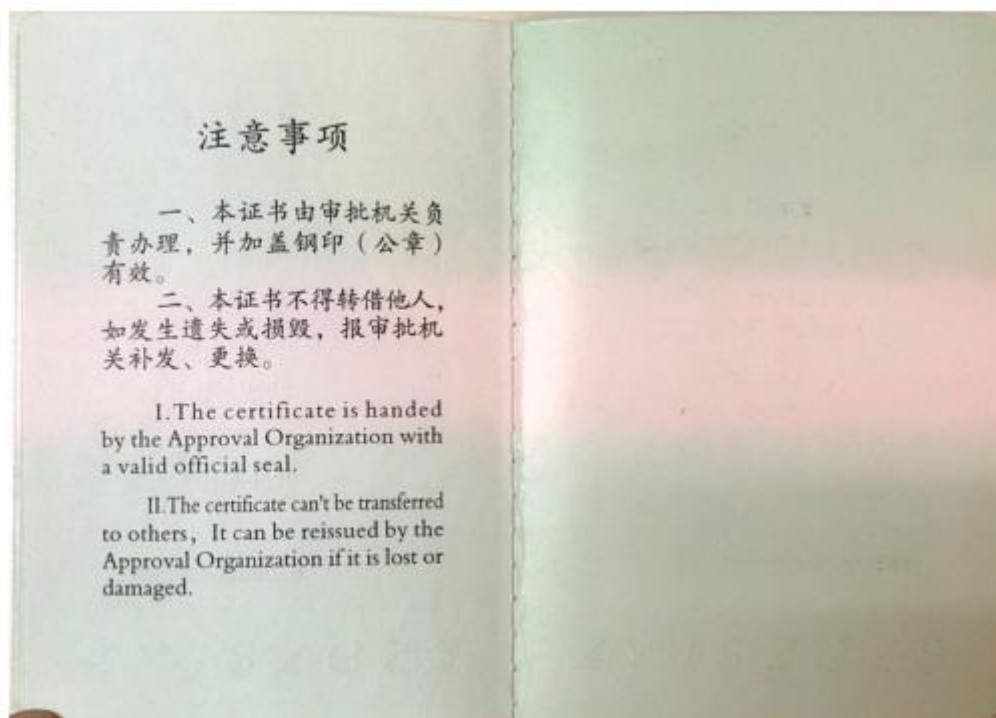 注意事项
一、本证书由审批机关负
责办理，并加盖钢印（公章）
有效。
二、本证书不得转借他人，
如发生遗失或损毁，报审批机
关补发、更换。
I.The certificate is handed
by the Approval Organization with
a valid official seal.
II.The certificate can't be transferred
to others，It can be reissued by the
Approval Organization if it is lost or
damaged.